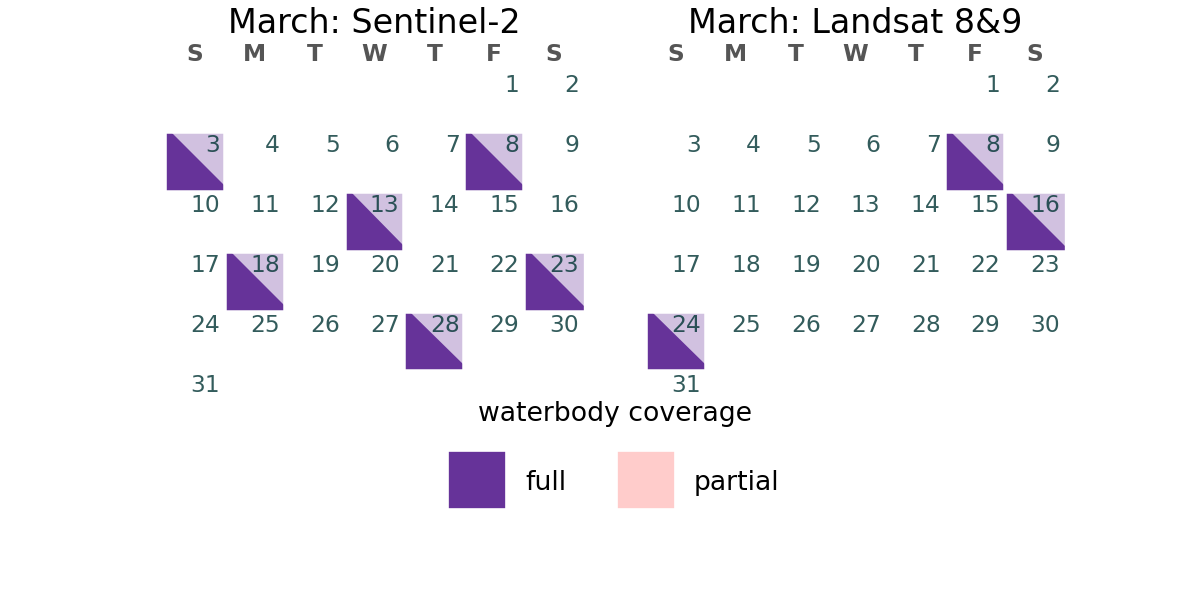 March: Sentinel-2
S M T W T F S
1 2
3 4 5 6 7 8 9
10 11 12 13 14 15 16
17 18 19 20 21 22 23
24 25 26 27 28 29 30
31
March: Landsat 8&9
S M T W T F S
1 2
3 4 5 6 7 8 9
10 11 12 13 14 15 16
17 18 19 20 21 22 23
24 25 26 27 28 29 30
31
waterbody coverage
full partial